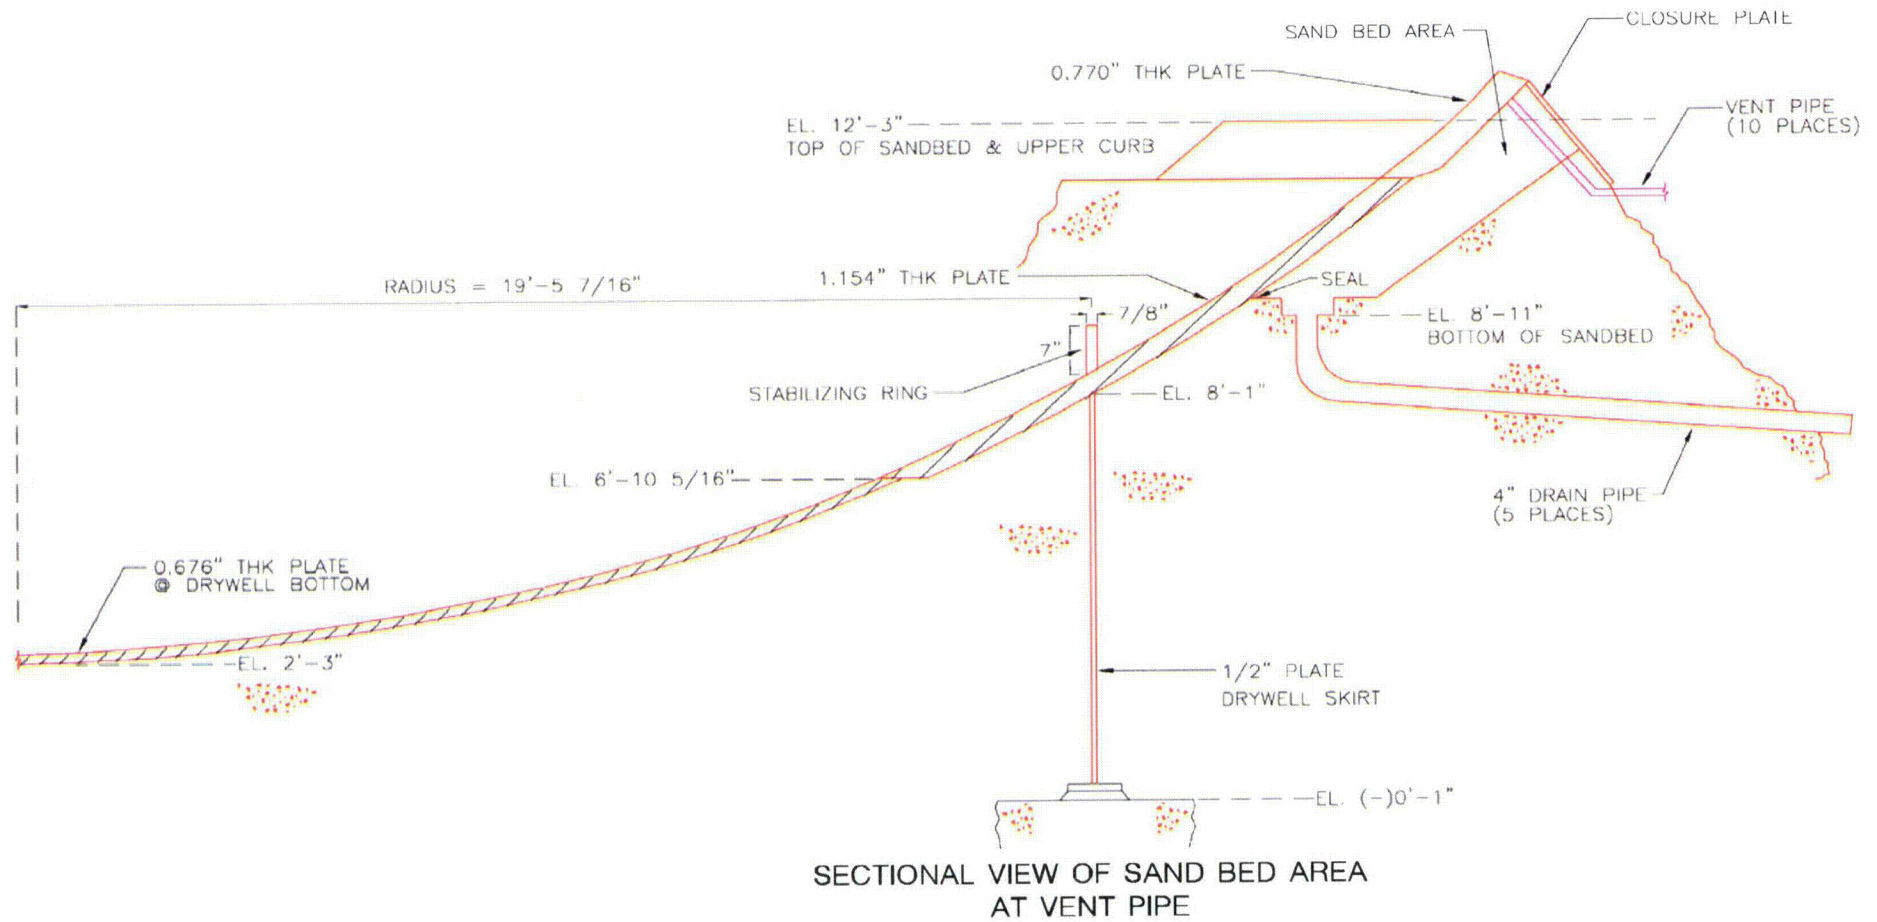 CLOSURE PLATE
SAND BED AREA
0.770" THK PLATE
VENT PIPE
(10 PLACES)
EL. 12'-3"
TOP OF SANDBED & UPPER CURB
RADIUS = 19'-5 7/16"
1.154" THK PLATE
SEAL
7/8"
EL. 8'-11"
BOTTOM OF SANDBED
7"
STABILIZING RING
EL. 8'-1"
EL. 6'-10 5/16"
4" DRAIN PIPE
(5 PLACES)
0.676" THK PLATE
@ DRYWELL BOTTOM
EL. 2'-3"
1/2" PLATE
DRYWELL SKIRT
EL. (-)0'-1"
SECTIONAL VIEW OF SAND BED AREA
AT VENT PIPE